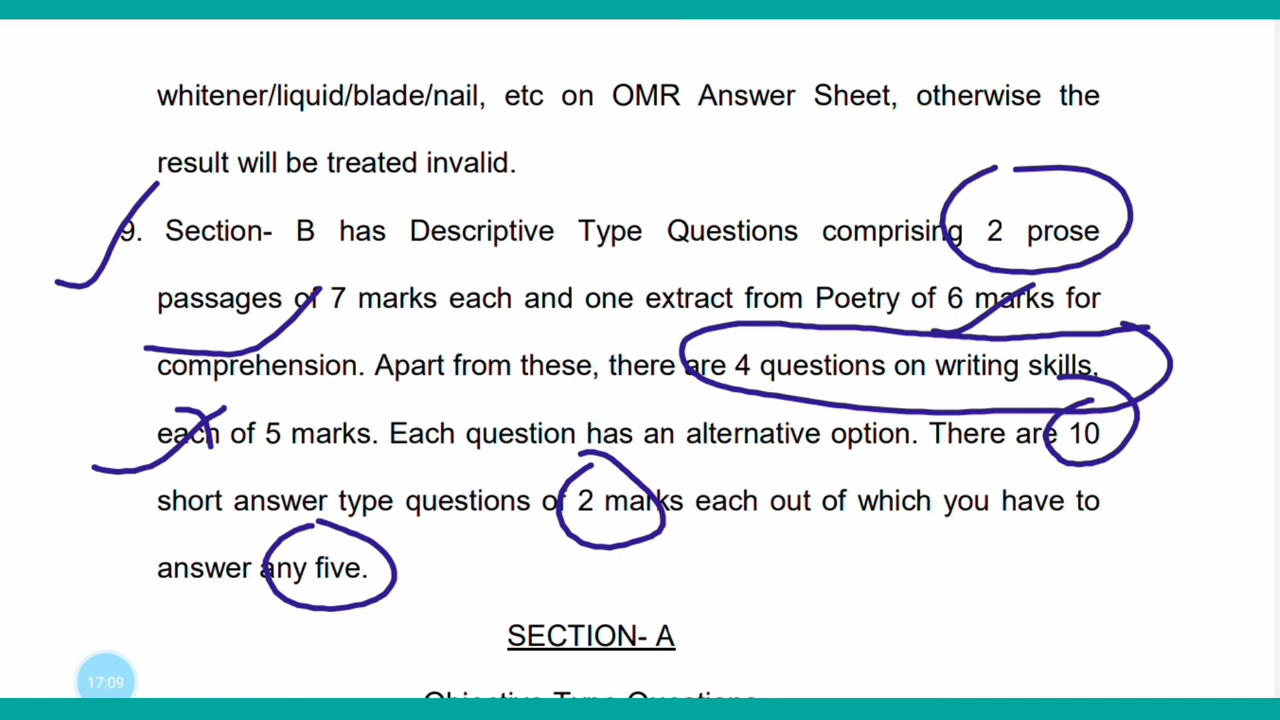 whitener/liquid/blade/nail, etc on OMR Answer Sheet, otherwise the
result will be treated invalid.
9. Section- B has Descriptive Type Questions comprising 2 prose
passages of 7 marks each and one extract from Poetry of 6 marks for
comprehension. Apart from these, there are 4 questions on writing skills,
each of 5 marks. Each question has an alternative option. There are 10
short answer type questions of 2 marks each out of which you have to
answer any five.
SECTION- A
Objective Type Questions
17:09